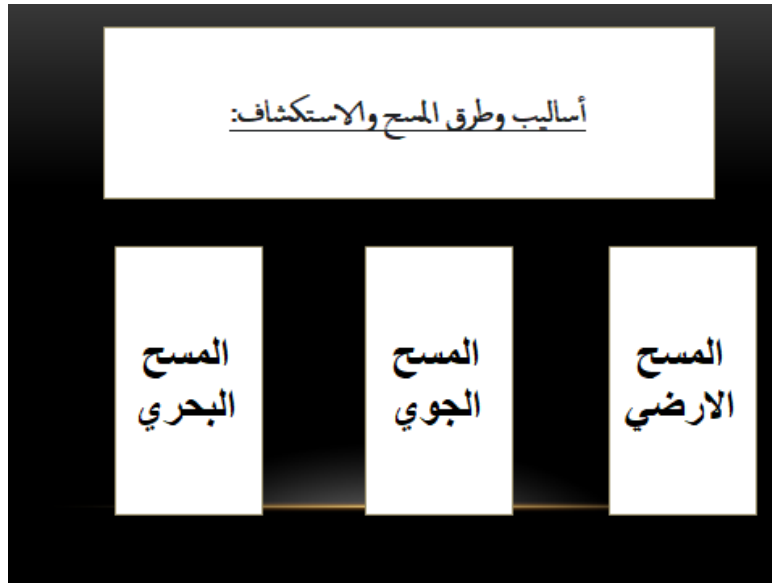 أساليب وطرق المسح والاستكشاف:
المسح
الارضي
المسح
الجوي
المسح
البحري